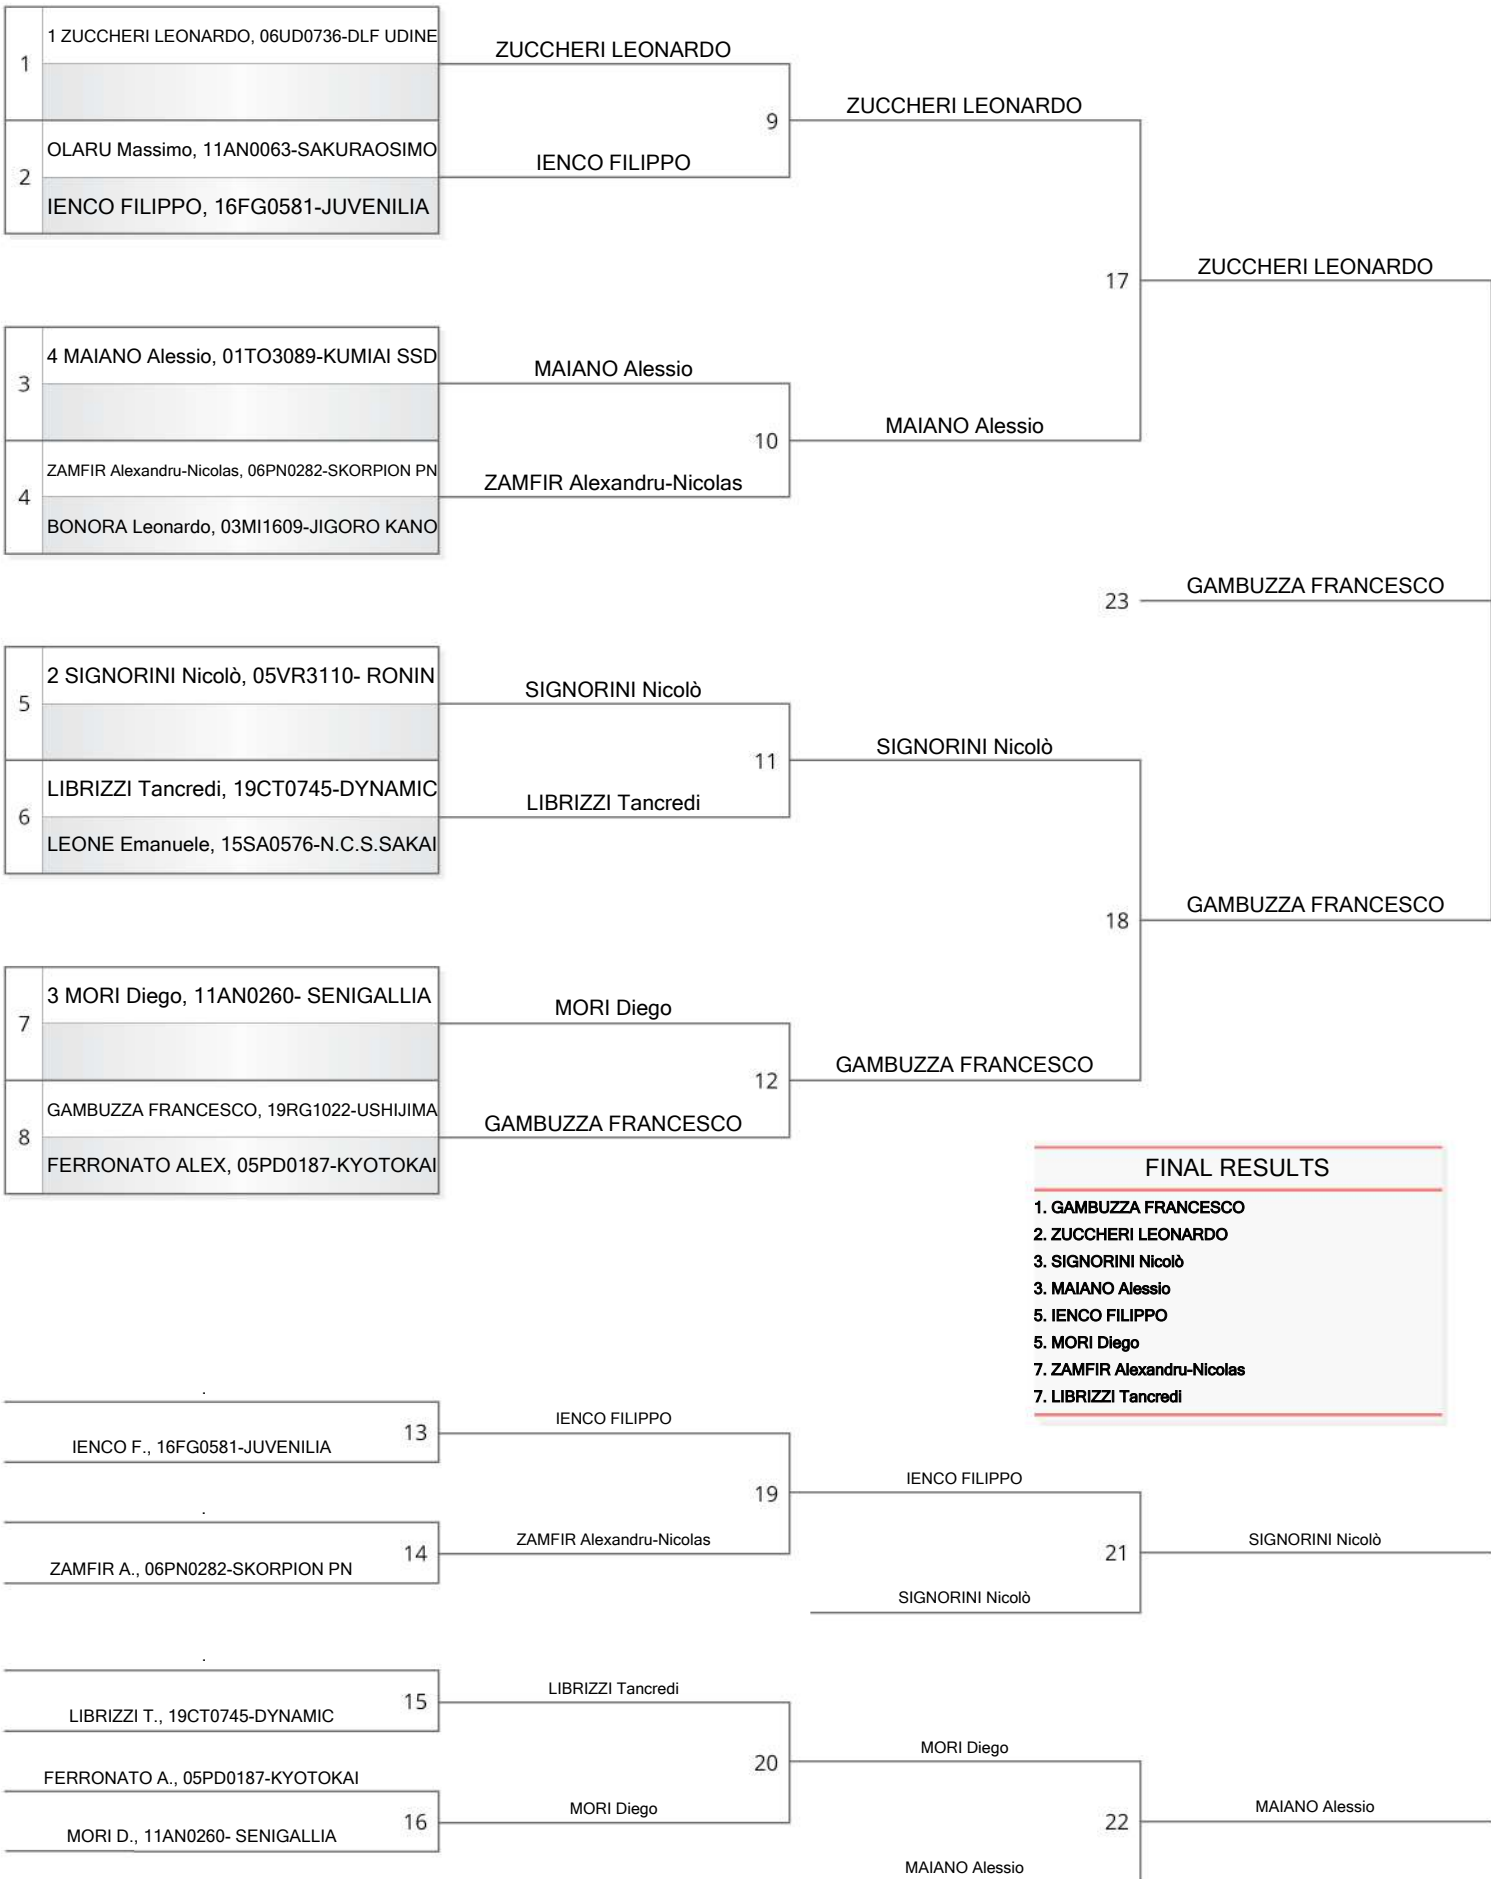 1 ZUCCHERI LEONARDO, 06UD0736-DLF UDINE
1
OLARU Massimo, 11AN0063-SAKURAOSIMO
2
IENCO FILIPPO, 16FG0581-JUVENILIA
ZUCCHERI LEONARDO
9
IENCO FILIPPO
ZUCCHERI LEONARDO
17
ZUCCHERI LEONARDO
4 MAIANO Alessio, 01TO3089-KUMIAI SSD
3
ZAMFIR Alexandru-Nicolas, 06PN0282-SKORPION PN
4
BONORA Leonardo, 03MI1609-JIGORO KANO
MAIANO Alessio
10
ZAMFIR Alexandru-Nicolas
MAIANO Alessio
23
GAMBUZZA FRANCESCO
2 SIGNORINI Nicolò, 05VR3110- RONIN
5
LIBRIZZI Tancredi, 19CT0745-DYNAMIC
6
LEONE Emanuele, 15SA0576-N.C.S.SAKAI
SIGNORINI Nicolò
11
LIBRIZZI Tancredi
SIGNORINI Nicolò
18
GAMBUZZA FRANCESCO
3 MORI Diego, 11AN0260- SENIGALLIA
7
GAMBUZZA FRANCESCO, 19RG1022-USHIJIMA
8
FERRONATO ALEX, 05PD0187-KYOTOKAI
MORI Diego
12
GAMBUZZA FRANCESCO
GAMBUZZA FRANCESCO
FINAL RESULTS
1. GAMBUZZA FRANCESCO
2. ZUCCHERI LEONARDO
3. SIGNORINI Nicolò
3. MAIANO Alessio
5. IENCO FILIPPO
5. MORI Diego
7. ZAMFIR Alexandru-Nicolas
7. LIBRIZZI Tancredi
.
13
IENCO F., 16FG0581-JUVENILIA
.
14
ZAMFIR A., 06PN0282-SKORPION PN
IENCO FILIPPO
19
ZAMFIR Alexandru-Nicolas
IENCO FILIPPO
21
SIGNORINI Nicolò
SIGNORINI Nicolò
.
15
LIBRIZZI T., 19CT0745-DYNAMIC
FERRONATO A., 05PD0187-KYOTOKAI
16
MORI D., 11AN0260- SENIGALLIA
LIBRIZZI Tancredi
20
MORI Diego
MORI Diego
22
MAIANO Alessio
MAIANO Alessio